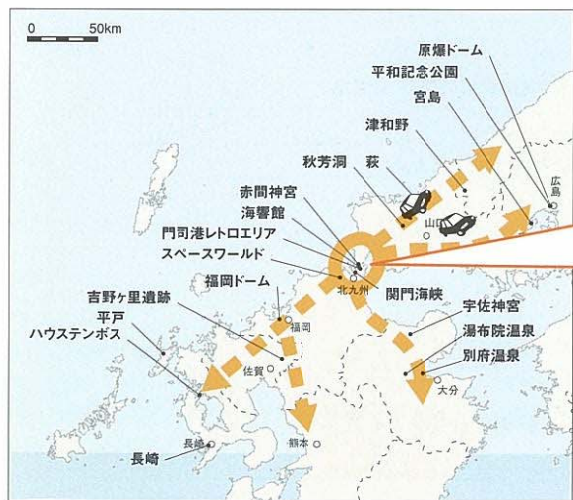 0 50km
原爆ドーム
平和記念公園
宮島
津和野
秋芳洞 萩
広島
赤間神宮
海響館
山口
門司港レトロエリア
スペースワールド
北九州
関門海峡
福岡ドーム
吉野ヶ里遺跡
福岡
宇佐神宮
平戸
湯布院温泉
ハウステンボス
別府温泉
佐賀
大分
長崎
熊本
長崎